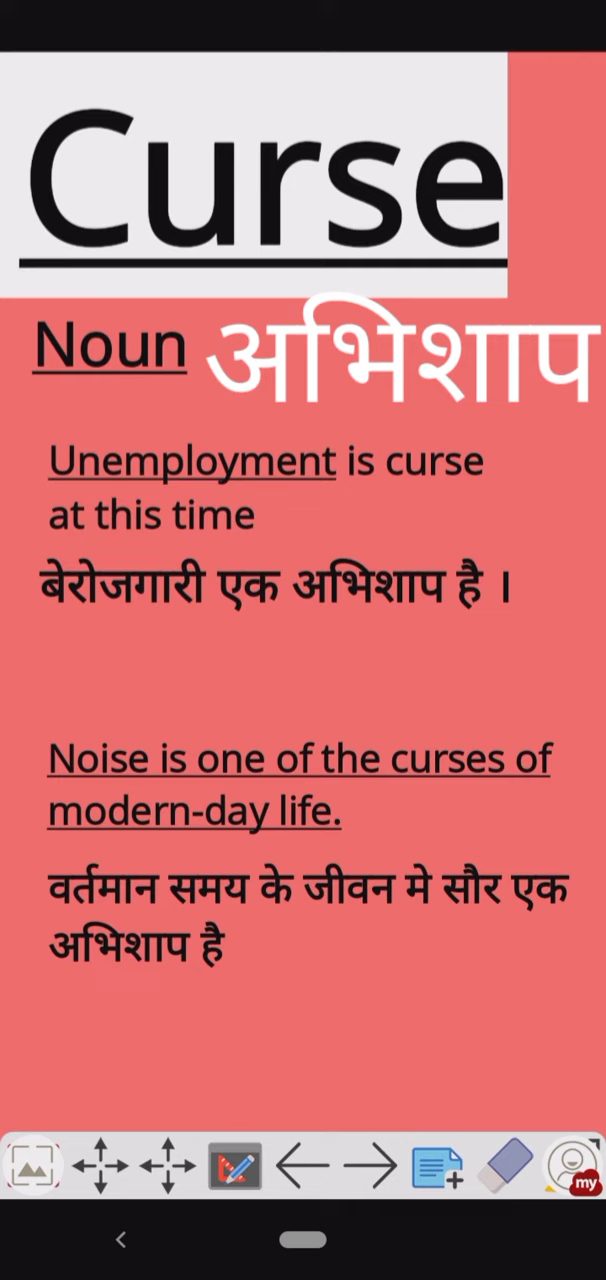 Curse
Noun अभिशाप
Unemployment is curse
at this time
बेरोजगारी एक अभिशाप है ।
Noise is one of the curses of
modern-day life.
वर्तमान समय के जीवन मे सौर एक
अभिशाप है
my